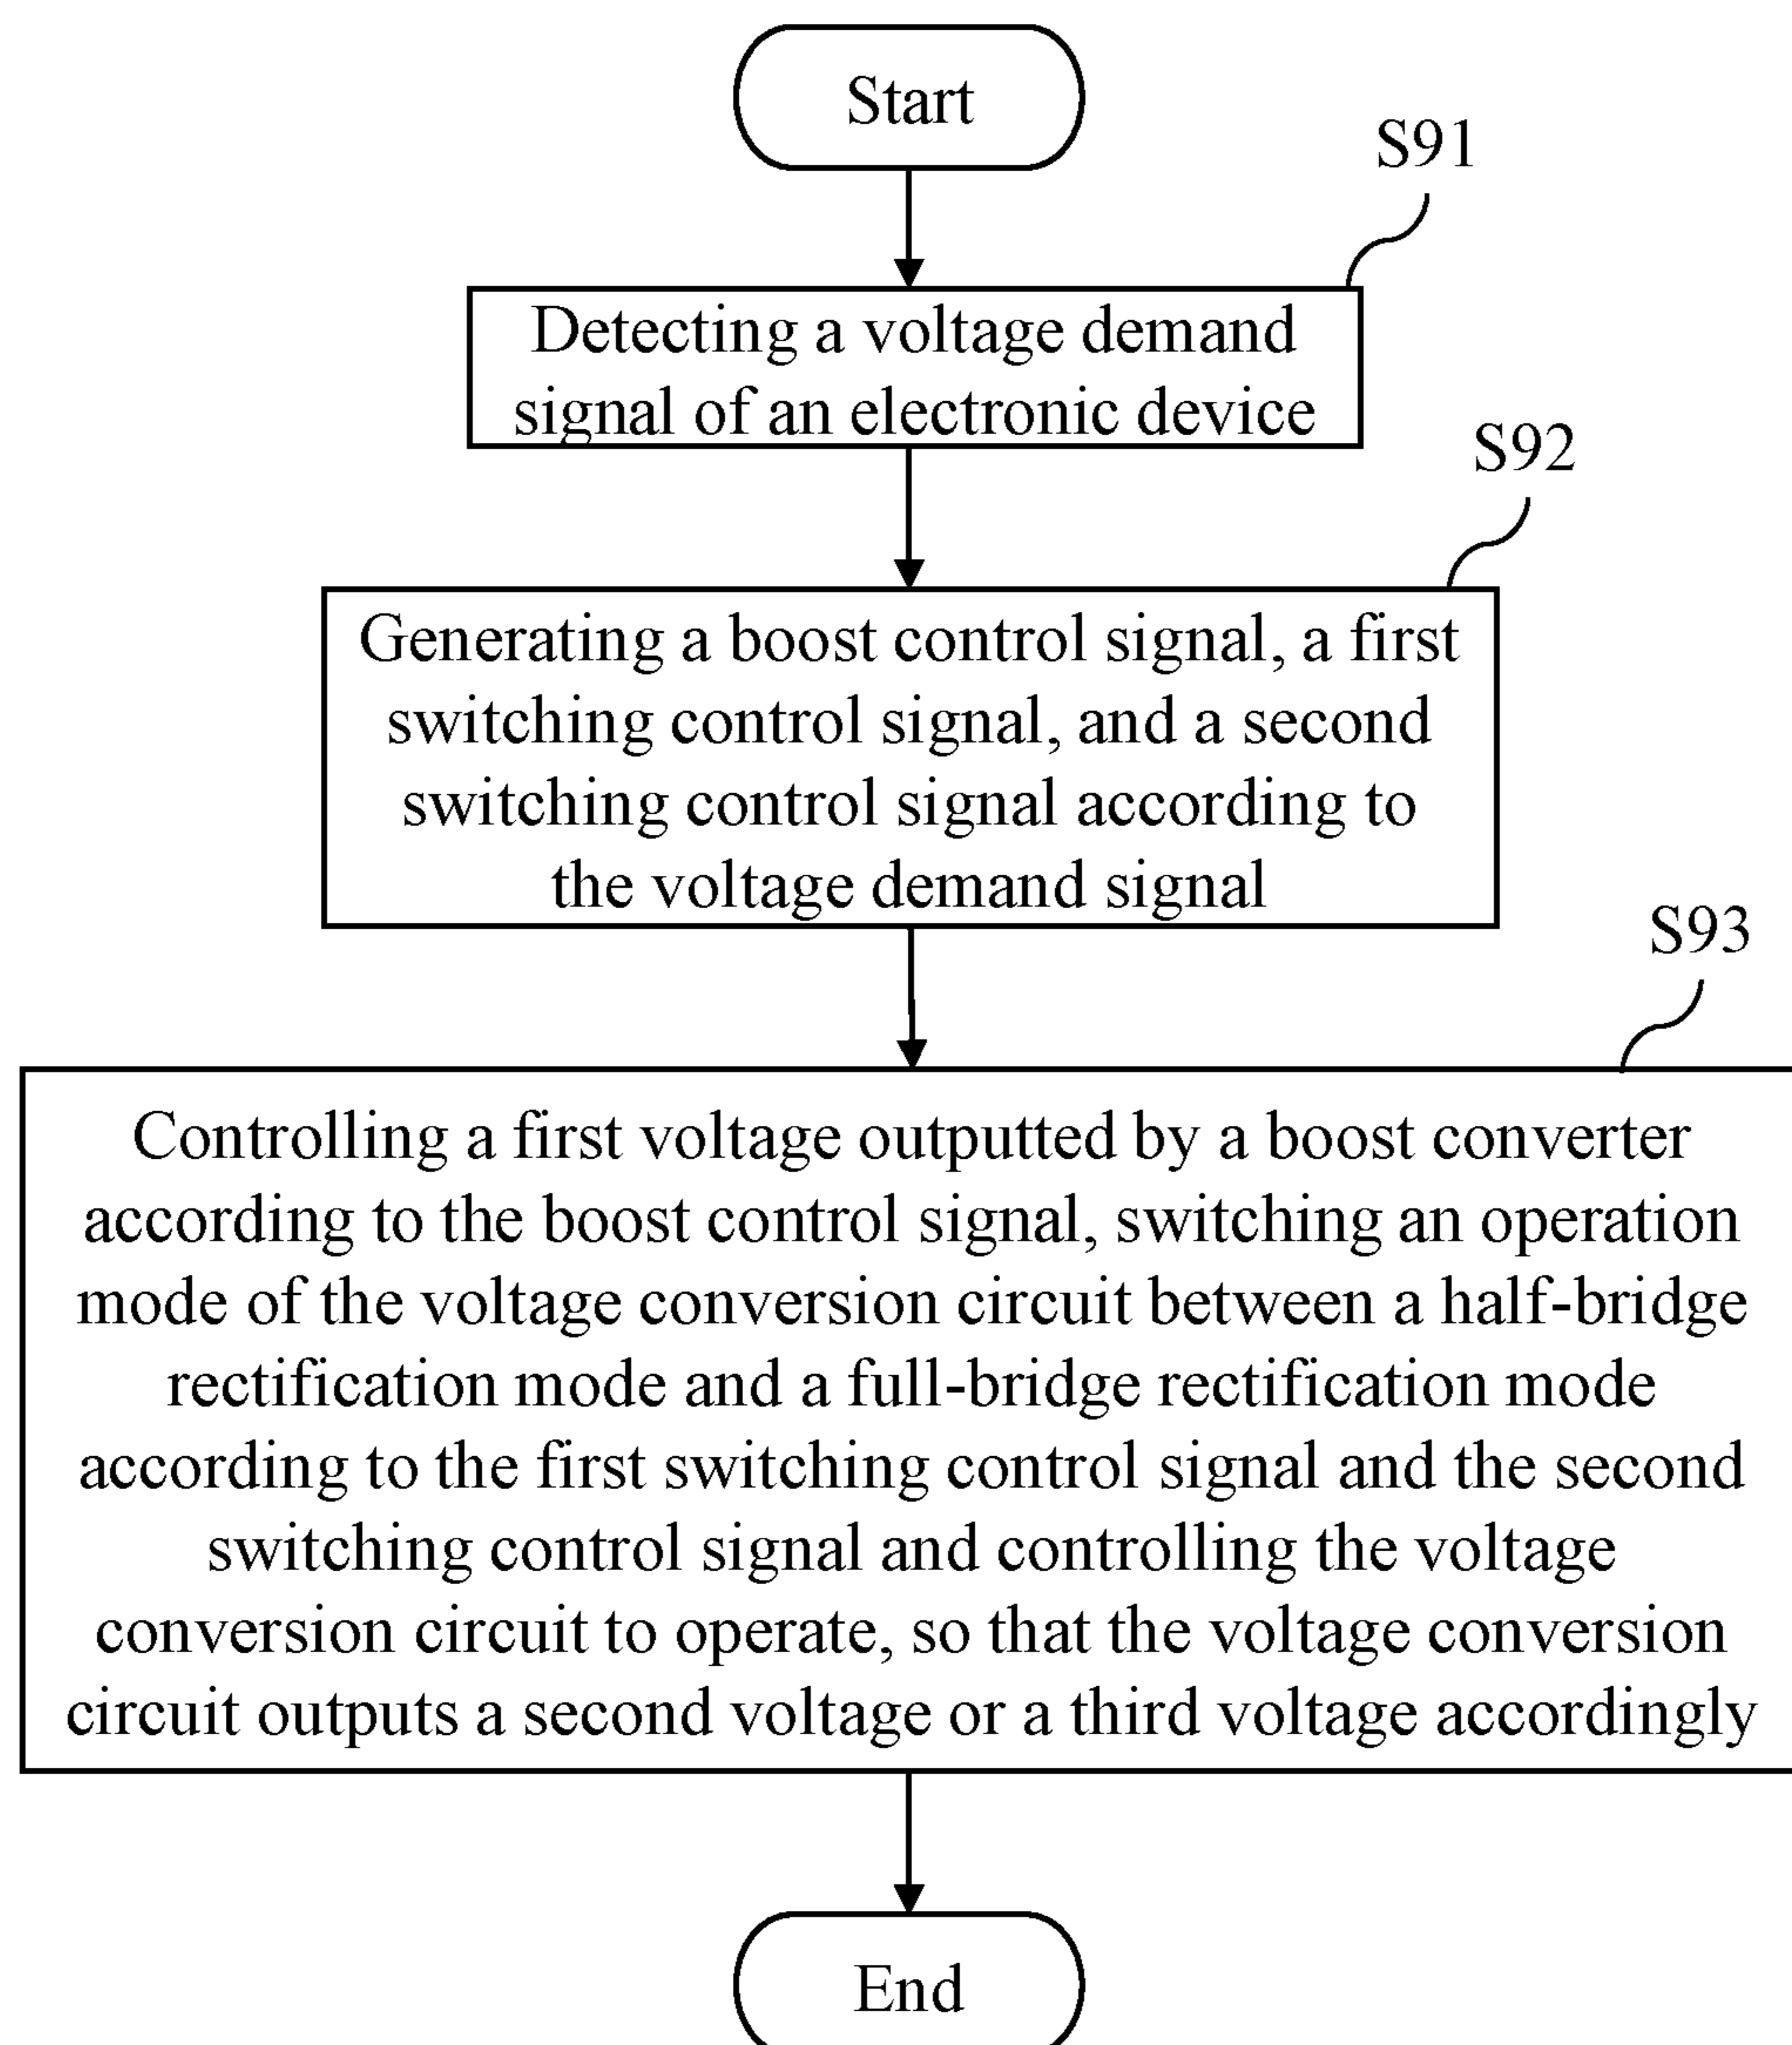 Start
S91
Detecting a voltage demand
signal of an electronic device
S92
Generating a boost control signal, a first
switching control signal, and a second
switching control signal according to
the voltage demand signal
S93
Controlling a first voltage outputted by a boost converter
according to the boost control signal, switching an operation
mode of the voltage conversion circuit between a half-bridge
rectification mode and a full-bridge rectification mode
according to the first switching control signal and the second
switching control signal and controlling the voltage
conversion circuit to operate, so that the voltage conversion
circuit outputs a second voltage or a third voltage accordingly
End